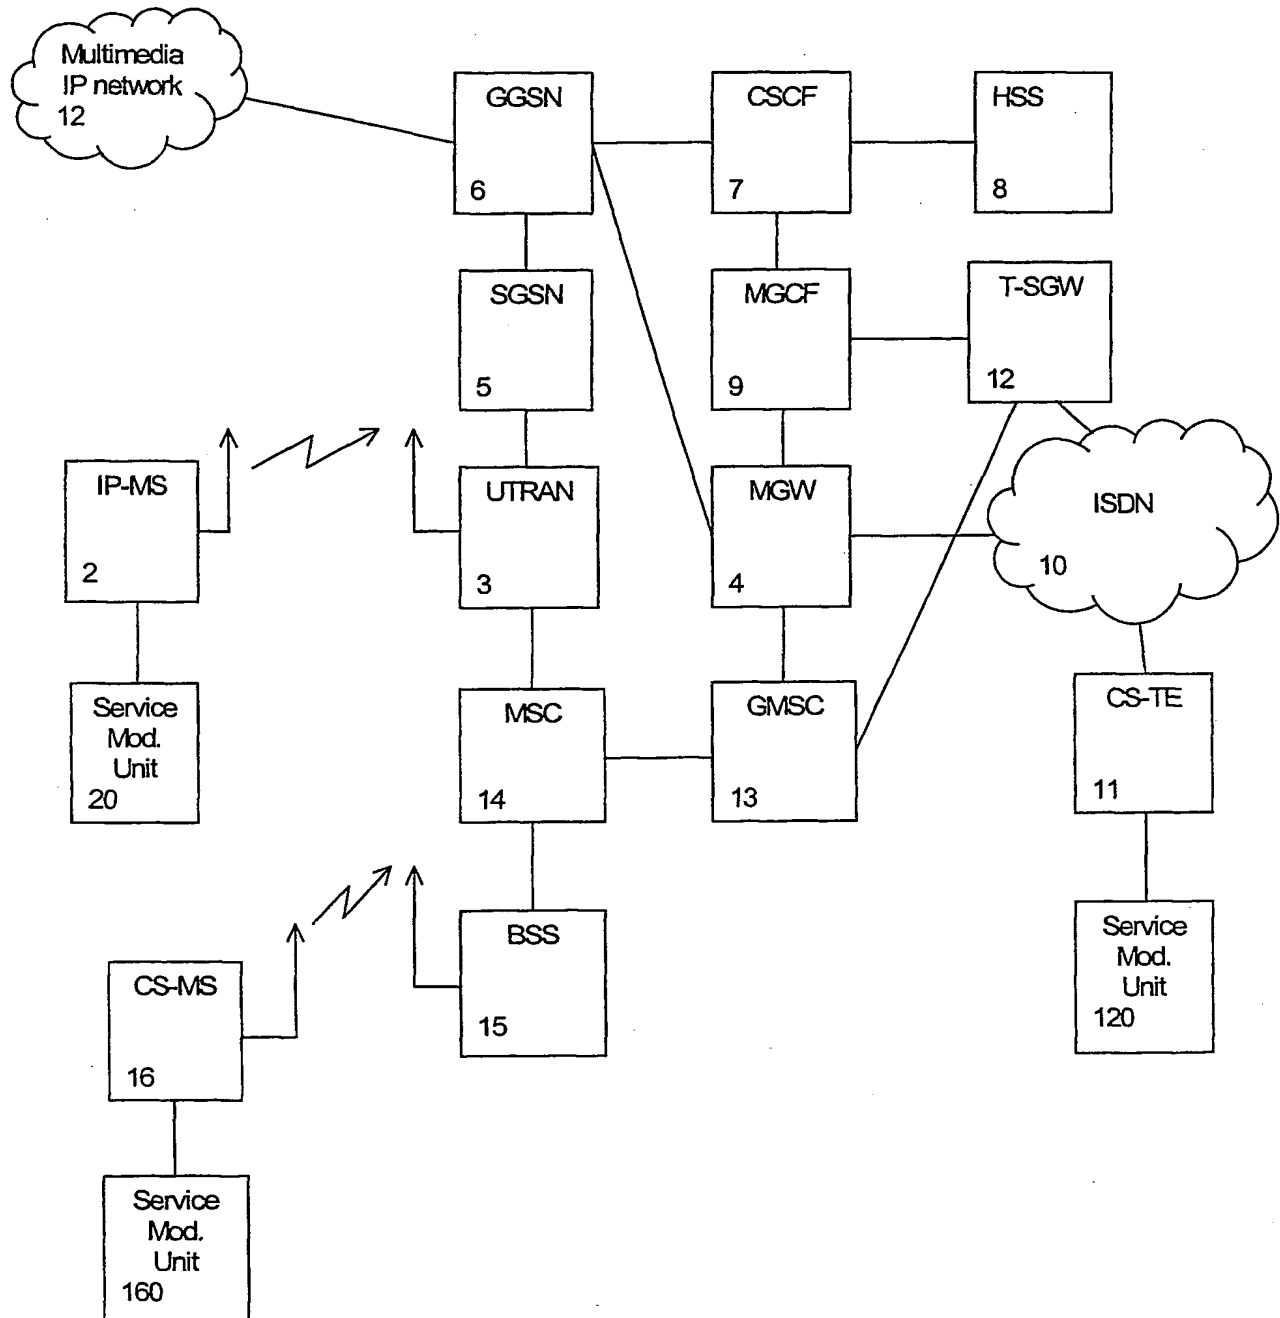 Multimedia
IP network
12
GGSN
6
CSCF
7
HSS
8
SGSN
5
MGCF
9
T-SGW
12
IP-MS
2
UTRAN
3
MGW
4
ISDN
10
Service
Mod.
Unit
20
MSC
14
GMSC
13
CS-TE
11
CS-MS
16
BSS
15
Service
Mod.
Unit
120
Service
Mod.
Unit
160